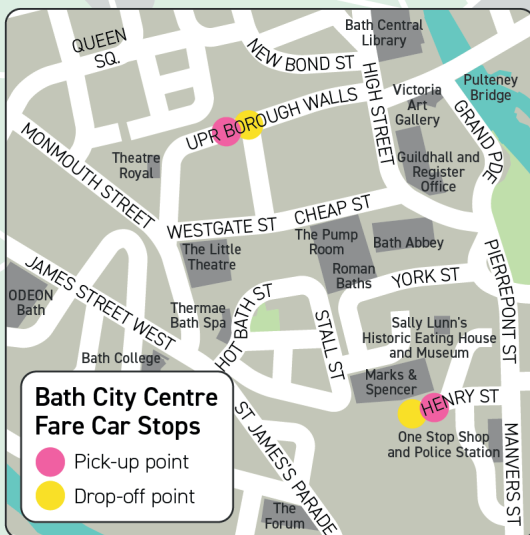 QUEEN
SQ.
Bath Central
Library
NEW BOND ST
HIGH STREET
Victoria
Art
Gallery
Pulteney
Bridge
GRAND PDE
UPR BOROUGH WALLS
MONMOUTH STREET
Theatre
Royal
Guildhall and
Register
Office
WESTGATE ST
CHEAP ST
The Little
Theatre
The Pump
Room
Bath Abbey
Roman
Baths
YORK ST
PIERREPONT ST
JAMES STREET WEST
ODEON
Bath
HOT BATH ST
Thermae
Bath Spa
STALL ST
Sally Lunn's
Historic Eating House
and Museum
Bath College
Marks &
Spencer
HENRY ST
One Stop Shop
and Police Station
MANVERS ST
ST JAMES'S PARADE
The
Forum
Bath City Centre
Fare Car Stops
Pick-up point
Drop-off point